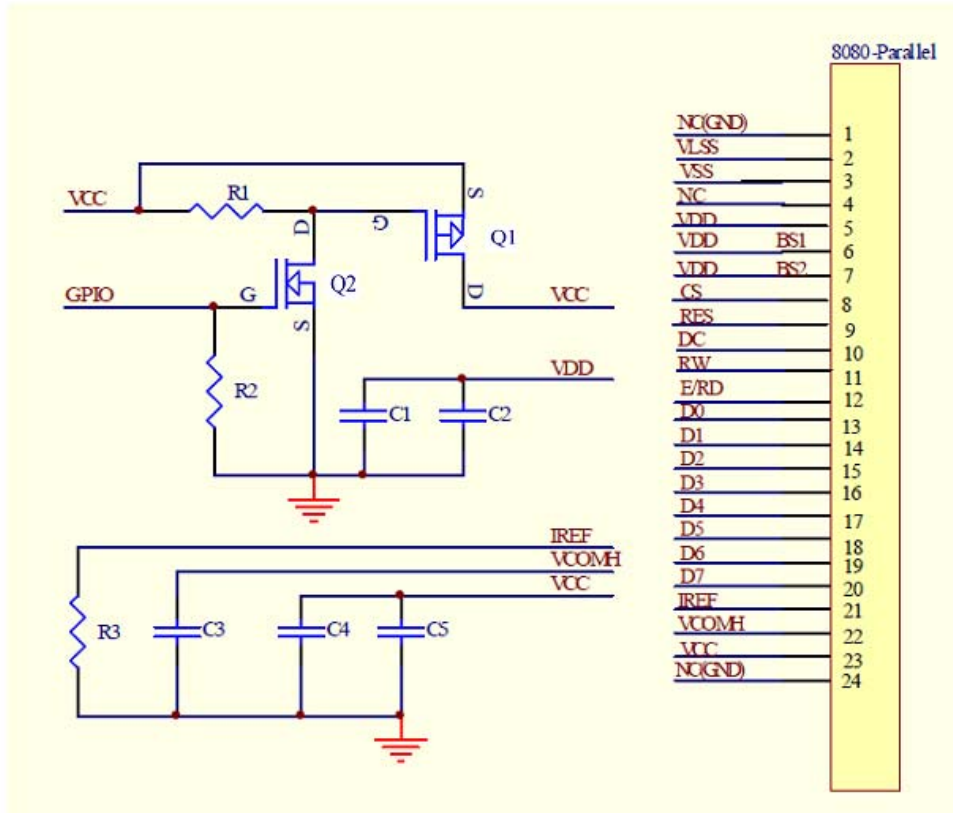 8080-Parallel
NC(GND) 1
VLSS 2
VSS 3
NC 4
VDD 5
VDD BS1 6
VDD BS2 7
CS 8
RES 9
DC 10
RW 11
E/RD 12
D0 13
D1 14
D2 15
D3 16
D4 17
D5 18
D6 19
D7 20
IREF 21
VCOMH 22
VCC 23
NC(GND) 24
VCC
R1
D
G
S
Q1
D
VCC
GPIO
G
Q2
S
R2
VDD
C1
C2
IREF
VCOMH
VCC
R3
C3
C4
C5